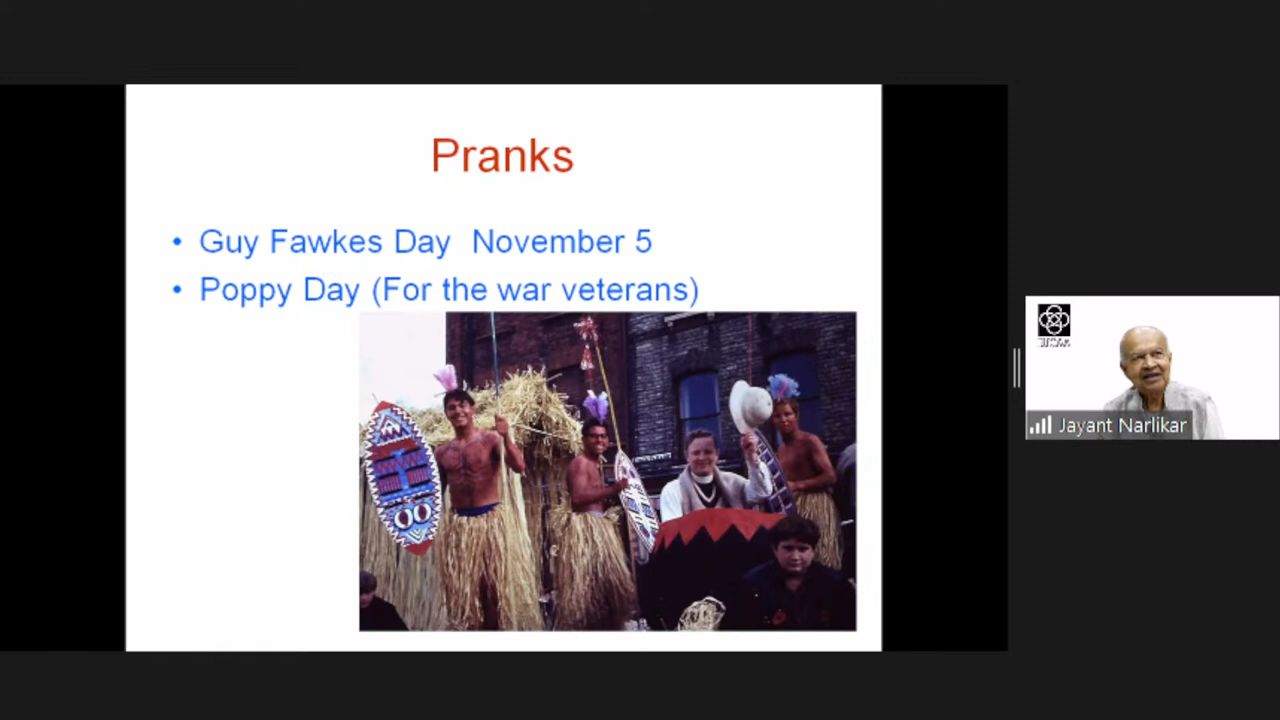 Pranks
• Guy Fawkes Day November 5
• Poppy Day (For the war veterans)
Jayant Narlikar